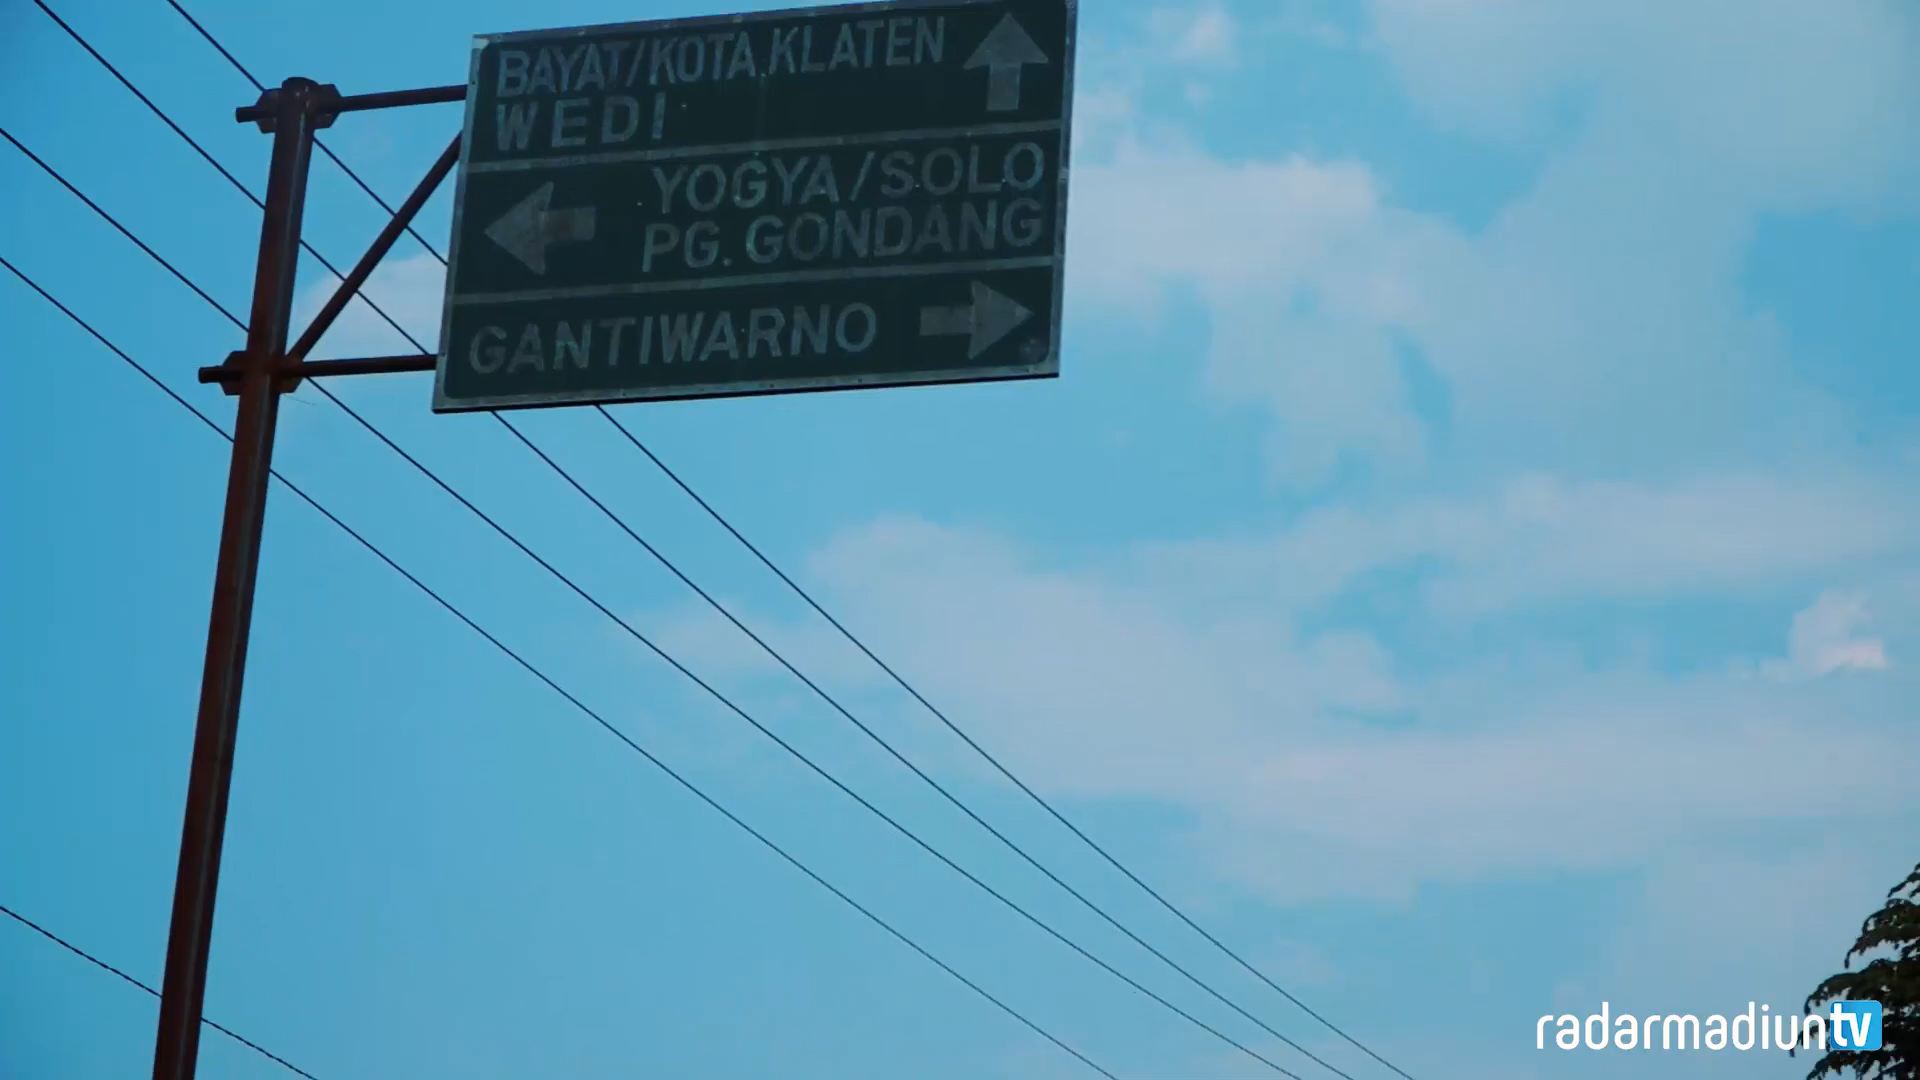 BAYAT/KOTA KLATEN
WEDI
YOGYA/SOLO
PG. GONDANG
GANTIWARNO
radarmadiuntv